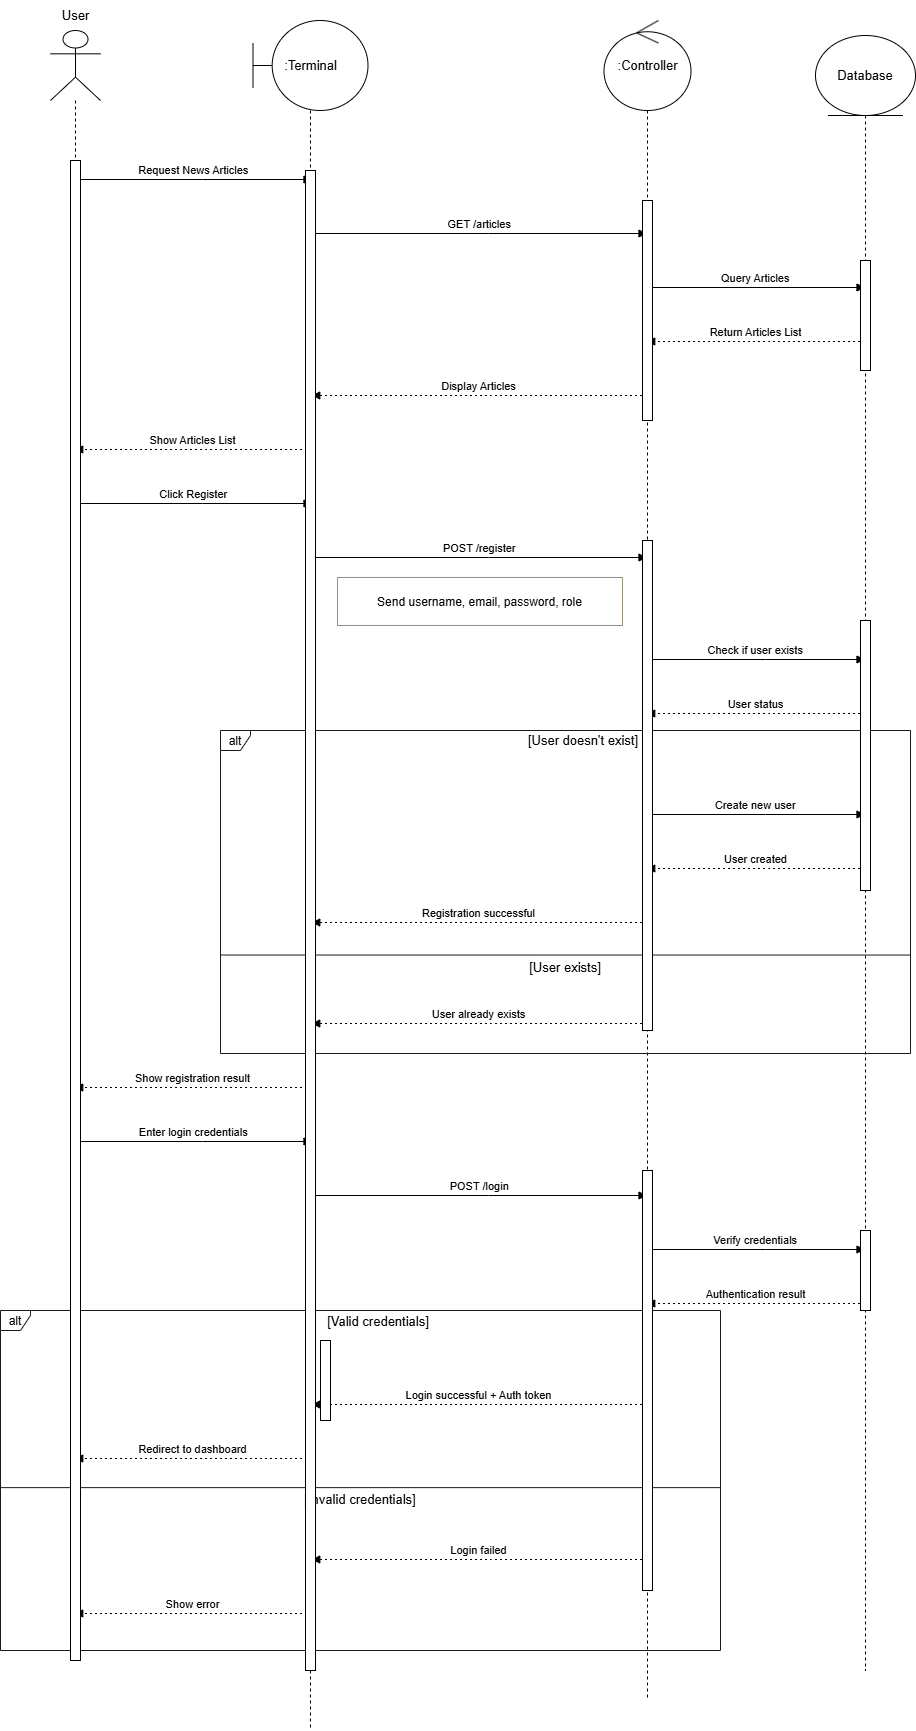 User
:Terminal
:Controller
Database
Request News Articles
GET /articles
Query Articles
Return Articles List
Display Articles
Show Articles List
Click Register
POST /register
Send username, email, password, role
Check if user exists
User status
alt
[User doesn't exist]
Create new user
User created
Registration successful
[User exists]
User already exists
Show registration result
Enter login credentials
POST /login
Verify credentials
Authentication result
alt
[Valid credentials]
Login successful + Auth token
Redirect to dashboard
nvalid credentials]
Login failed
Show error